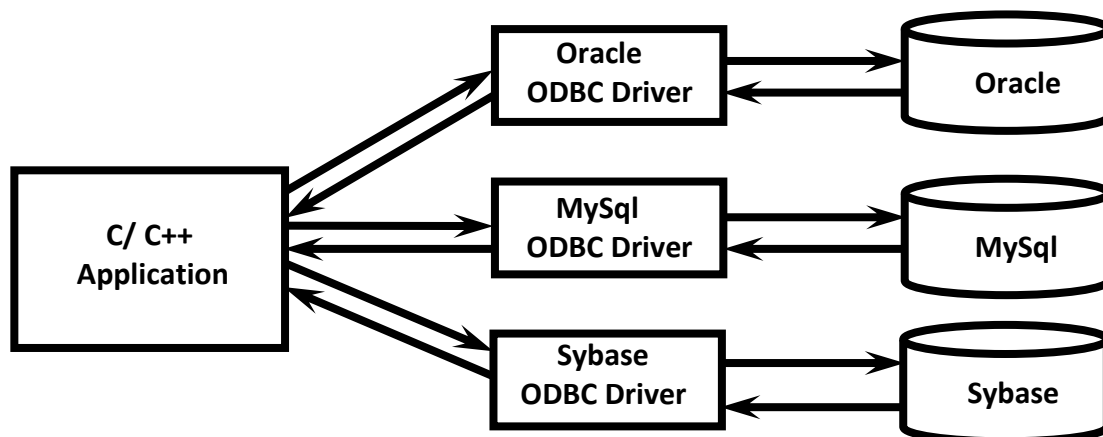 Oracle
ODBC Driver
Oracle
C/ C++
Application
MySql
ODBC Driver
MySql
Sybase
ODBC Driver
Sybase